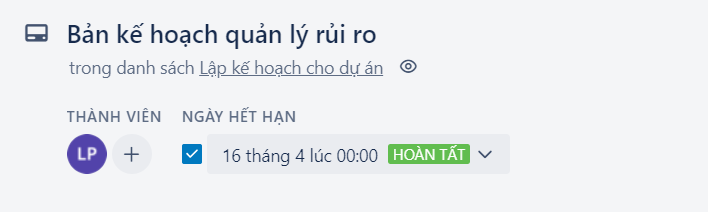 Bản kế hoạch quản lý rủi ro
trong danh sách Lập kế hoạch cho dự án
THÀNH VIÊN NGÀY HẾT HẠN
LP + 16 tháng 4 lúc 00:00 HOÀN TẤT